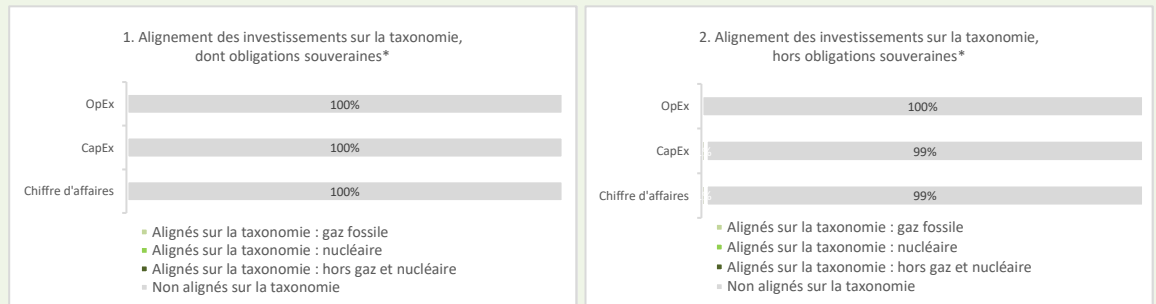 1. Alignement des investissements sur la taxonomie,
dont obligations souveraines*
OpEx
100%
CapEx
100%
Chiffre d'affaires
100%
Alignés sur la taxonomie : gaz fossile
Alignés sur la taxonomie : nucléaire
Alignés sur la taxonomie : hors gaz et nucléaire
Non alignés sur la taxonomie
2. Alignement des investissements sur la taxonomie,
hors obligations souveraines*
OpEx
100%
CapEx
99%
Chiffre d'affaires
99%
Alignés sur la taxonomie : gaz fossile
Alignés sur la taxonomie : nucléaire
Alignés sur la taxonomie : hors gaz et nucléaire
Non alignés sur la taxonomie